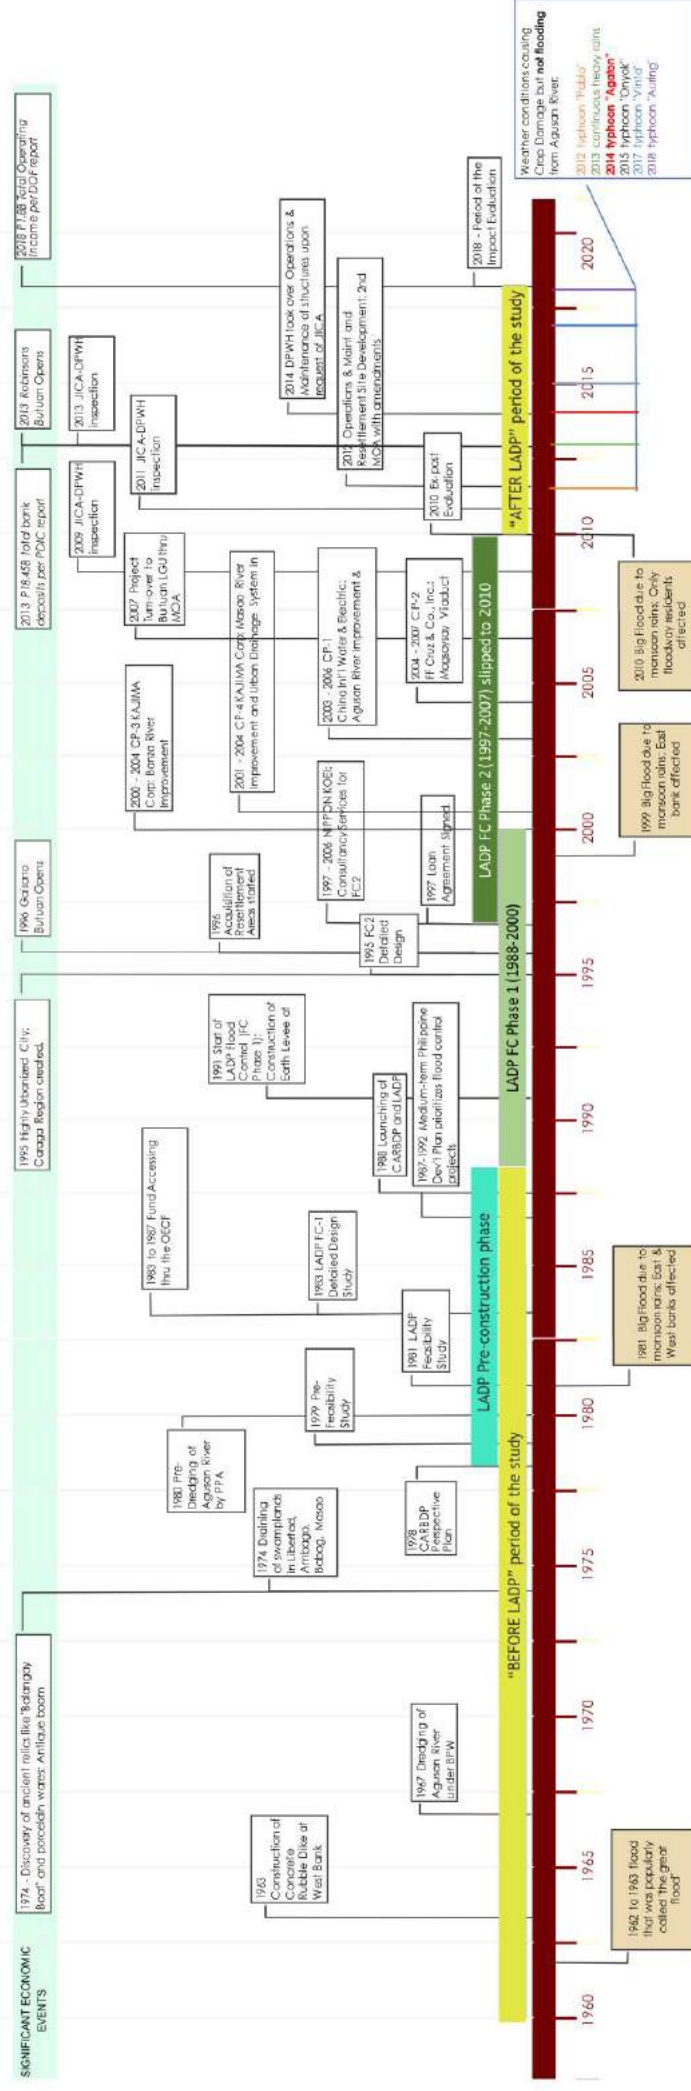 SIGNIFICANT ECONOMIC
EVENTS
1974 - Discovery of ancient relics like "Balangay
Boat" and porcelain wares: Antique boom
1995 Highly Urbanized City;
Caraga Region created.
1996 Gaisano
Butuan Opens
2013 P18.45B total bank
deposits per PDIC report
2013 Robinsons
Butuan Opens
2018 P1.8B Total Operating
Income per DOF report
1963
Construction of
Concrete
Rubble Dike at
West Bank
1967 Dredging of
Agusan River
under BPW
1974 Draining
of swamplands
in Libertad,
Ambago,
Babag, Masao
1980 Pre-
Dredging of
Agusan River
by PPA
1978
CARBDP
Perspective
Plan
1979 Pre-
Feasibility
Study
1981 LADP
Feasibility
Study
1983 to 1987 Fund Accessing
thru the OECF
1983 LADP FC-1
Detailed Design
Study
1988 Launching of
CARBDP and LADP
1987-1992 Medium-term Philippine
Dev't Plan prioritizes flood control
projects
1991 Start of
LADP Flood
Control (FC
Phase 1):
Construction of
Earth Levee at
1996
Acquisition of
Resettlement
Areas started
1995 FC2
Detailed
Design
1997 - 2006 NIPPON KOEI:
Consultancy Services for
FC2
1997 Loan
Agreement Signed
2000 - 2004 CP-3 KAJIMA
Corp: Banza River
Improvement
2001 - 2004 CP-4 KAJIMA Corp: Masao River
Improvement and Urban Drainage System in
2003 - 2006 CP-1
China Int'l Water & Electric:
Agusan River Improvement &
2004 - 2007 CP-2
FF Cruz & Co., Inc.:
Magsaysay Viaduct
2007 Project
Turn-over to
Butuan LGU thru
MOA
2009 JICA-DPWH
inspection
2011 JICA-DPWH
Inspection
2013 JICA-DPWH
inspection
2010 Ex-post
Evaluation
2012 Operations & Maint and
Resettlement Site Development; 2nd
MOA with amendments
2014 DPWH took over Operations &
Maintenance of structures upon
request of JICA
2018 - Period of the
Impact Evaluation
LADP Pre-construction phase
LADP FC Phase 2 (1997-2007) slipped to 2010
"BEFORE LADP" period of the study
LADP FC Phase 1 (1988-2000)
"AFTER LADP" period of the study
1960
1965
1970
1975
1980
1985
1990
1995
2000
2005
2010
2015
2020
1962 to 1963 flood
that was popularly
called "the great
flood"
1981 Big Flood due to
monsoon rains; East &
West banks affected
1999 Big Flood due to
monsoon rains; East
bank affected
2010 Big Flood due to
monsoon rains; Only
floodway residents
affected
Weather conditions causing
Crop Damage but not flooding
from Agusan River:
2012 typhoon "Pablo"
2013 continuous heavy rains
2014 typhoon "Agaton"
2015 typhoon "Onyok"
2017 typhoon "Vinta"
2018 typhoon "Auring"